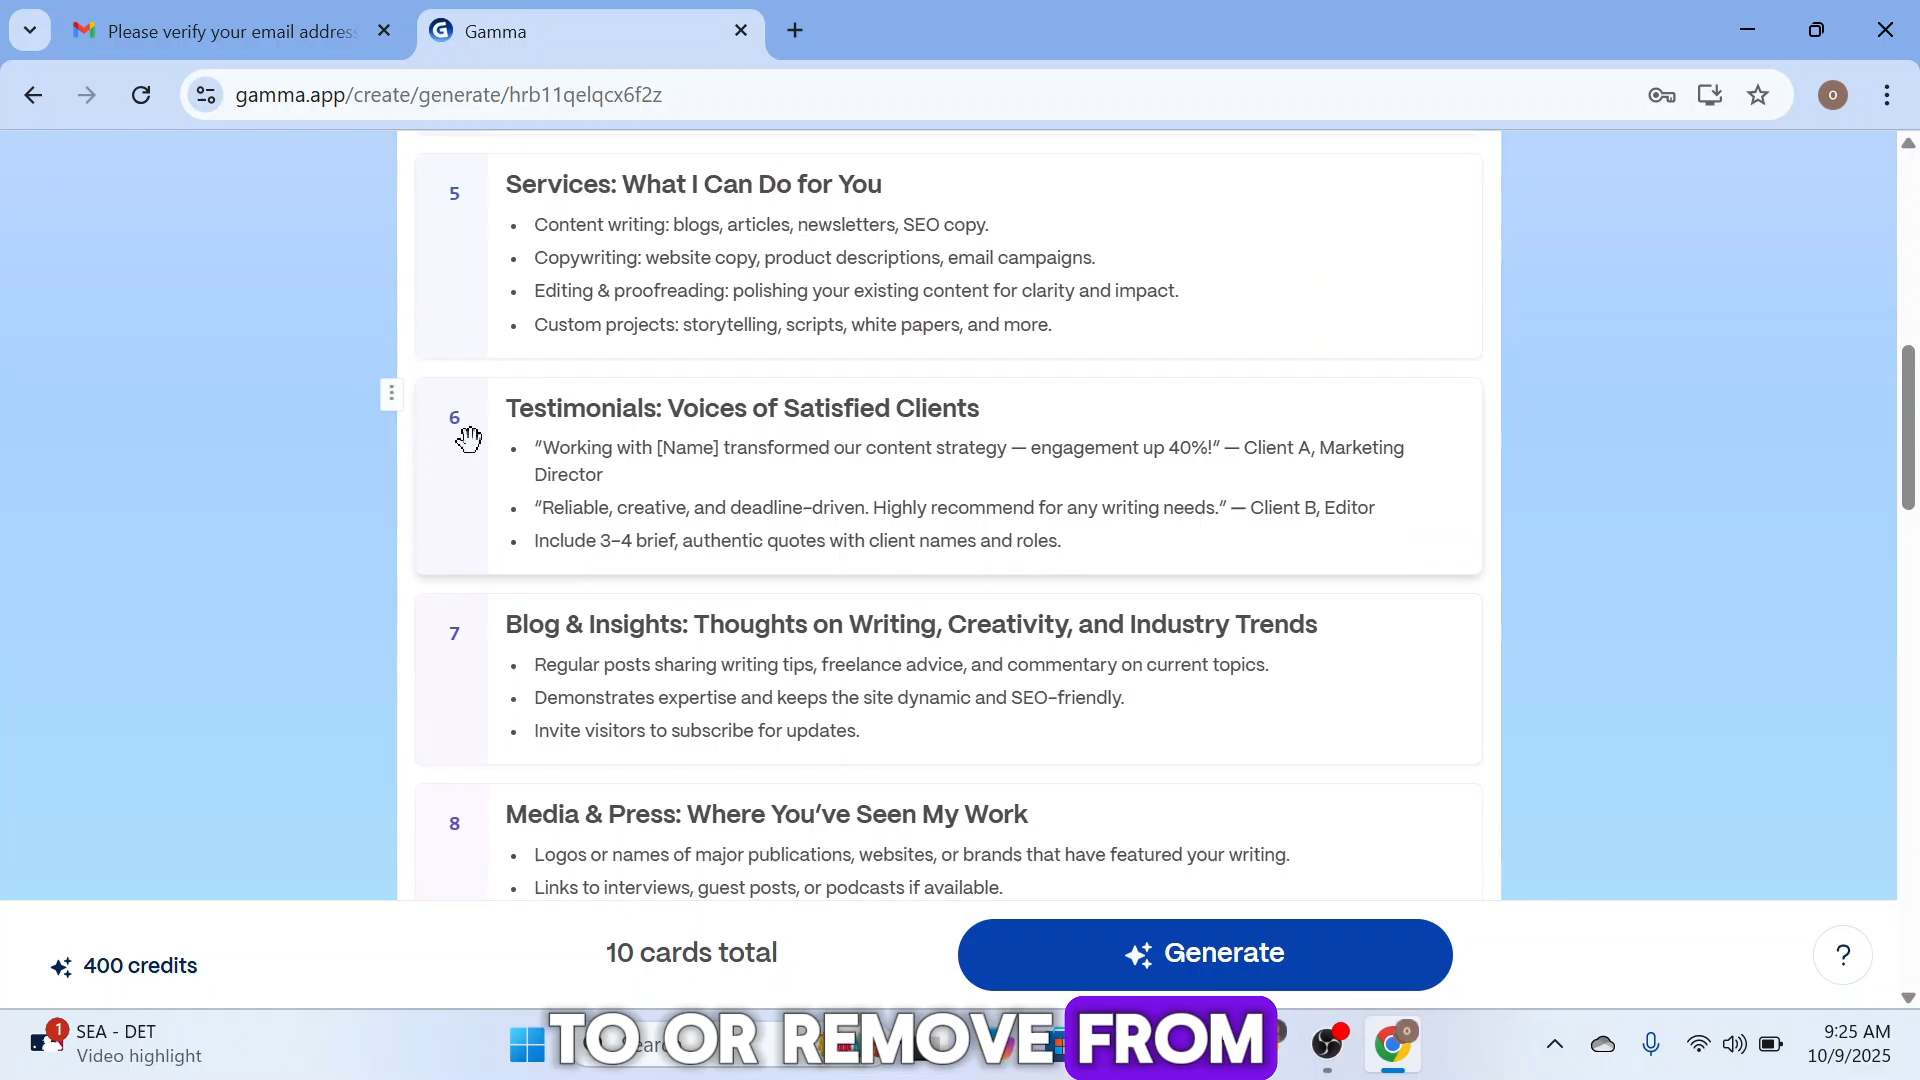 Please verify your email address
Gamma
gamma.app/create/generate/hrb11qelqcx6f2z
O
5
Services: What I Can Do for You
• Content writing: blogs, articles, newsletters, SEO copy.
• Copywriting: website copy, product descriptions, email campaigns.
• Editing & proofreading: polishing your existing content for clarity and impact.
• Custom projects: storytelling, scripts, white papers, and more.
6
Testimonials: Voices of Satisfied Clients
• “Working with [Name] transformed our content strategy — engagement up 40%!” — Client A, Marketing
Director
• “Reliable, creative, and deadline-driven. Highly recommend for any writing needs.” — Client B, Editor
• Include 3–4 brief, authentic quotes with client names and roles.
7
Blog & Insights: Thoughts on Writing, Creativity, and Industry Trends
• Regular posts sharing writing tips, freelance advice, and commentary on current topics.
• Demonstrates expertise and keeps the site dynamic and SEO-friendly.
• Invite visitors to subscribe for updates.
8
Media & Press: Where You’ve Seen My Work
• Logos or names of major publications, websites, or brands that have featured your writing.
• Links to interviews, guest posts, or podcasts if available.
400 credits
10 cards total
Generate
?
TO OR REMOVE FROM
1
SEA - DET
Video highlight
9:25 AM
10/9/2025